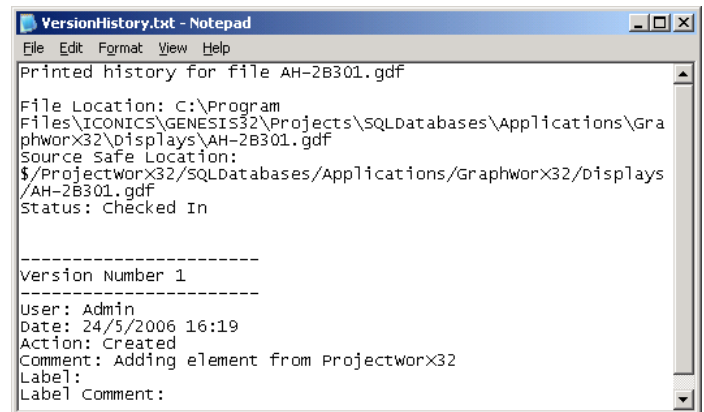 VersionHistory.txt - Notepad
File Edit Format View Help
Printed history for file AH-2B301.gdf
File Location: C:\Program
Files\ICONICS\GENESIS32\Projects\SQLDatabases\Applications\Gra
phWorX32\Displays\AH-2B301.gdf
Source Safe Location:
$/ProjectWorX32/SQLDatabases/Applications/GraphWorX32/Displays
/AH-2B301.gdf
Status: Checked In
-----------------------
Version Number 1
-----------------------
User: Admin
Date: 24/5/2006 16:19
Action: Created
Comment: Adding element from ProjectWorX32
Label:
Label Comment: